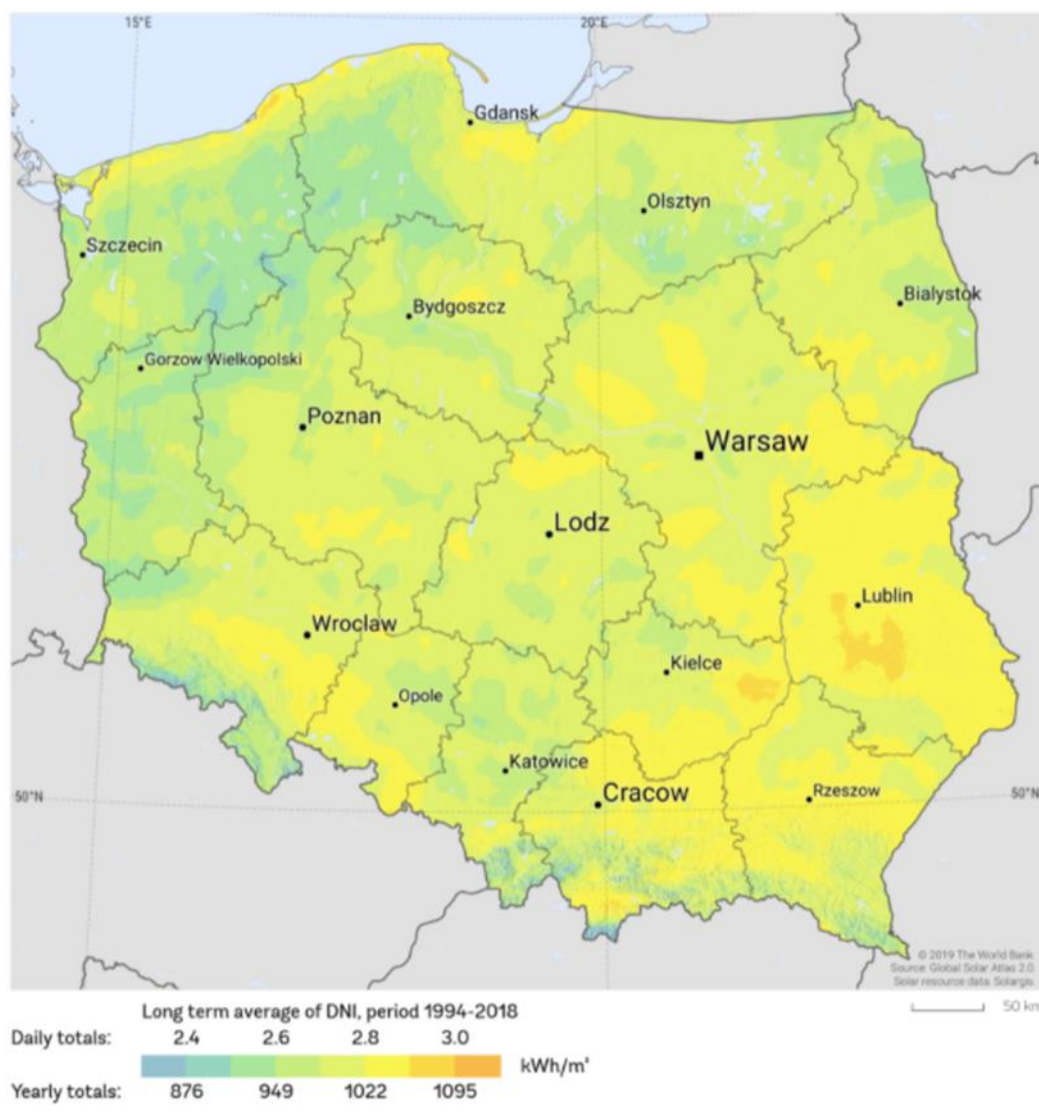 15°E 20°E
Gdansk
Olsztyn
Szczecin
Bialystok
Bydgoszcz
Gorzow Wielkopolski
Poznan
Warsaw
Lodz
Lublin
Wroclaw
Kielce
Opole
Katowice
50°N 50°N
Cracow
Rzeszow
© 2019 The World Bank
Source: Global Solar Atlas 2.0
Solar resource data: Solargis
50 km
Long term average of DNI, period 1994-2018
Daily totals: 2.4 2.6 2.8 3.0
kWh/m²
Yearly totals: 876 949 1022 1095